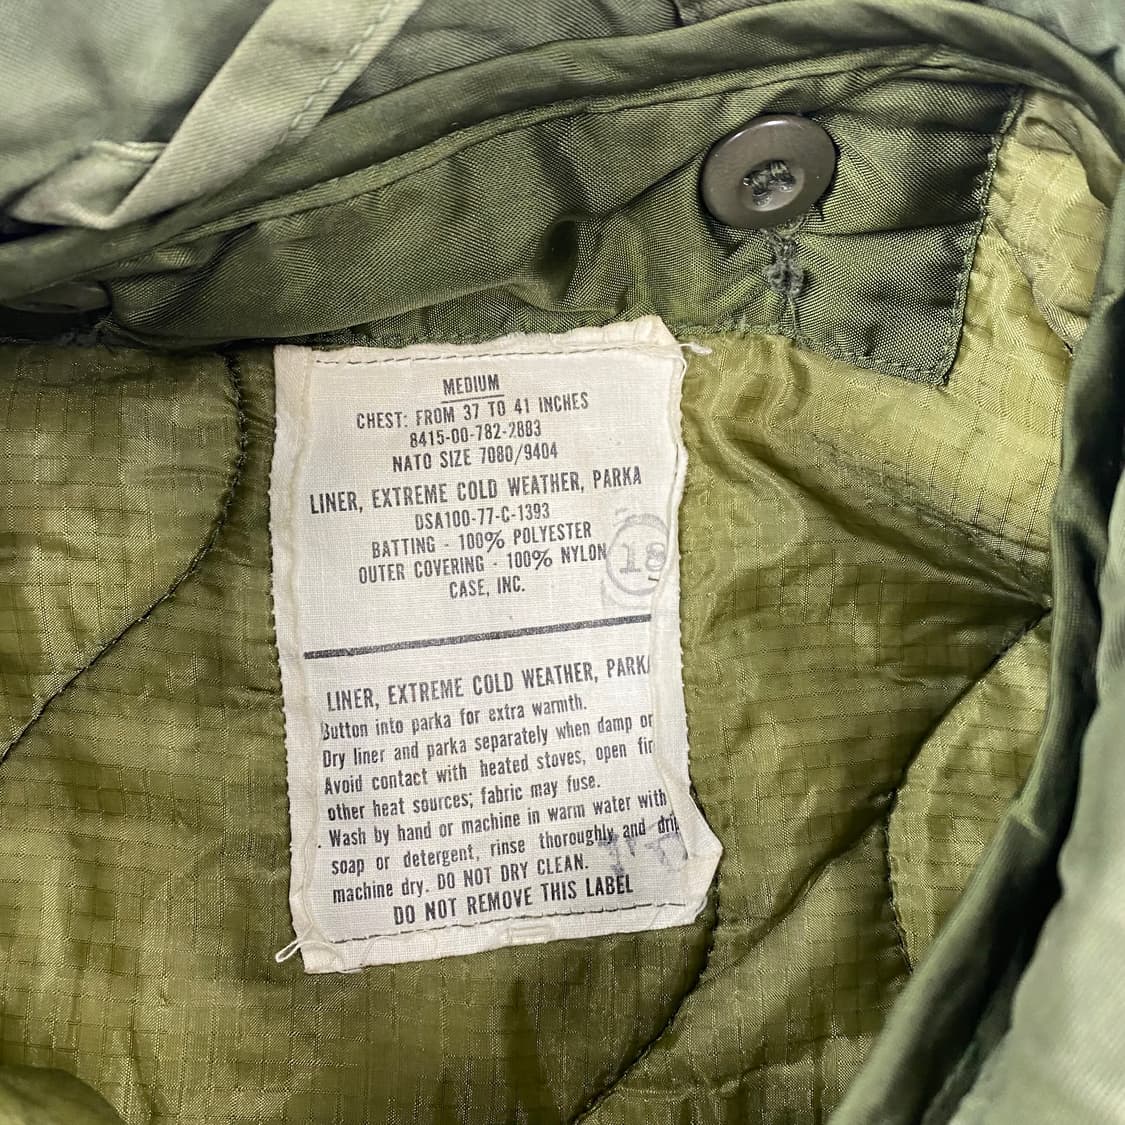 MEDIUM
CHEST: FROM 37 TO 41 INCHES
8415-00-782-2883
NATO SIZE 7080/9404
LINER, EXTREME COLD WEATHER, PARKA
DSA100-77-C-1393
BATTING - 100% POLYESTER
OUTER COVERING - 100% NYLON
CASE, INC.
18
LINER, EXTREME COLD WEATHER, PARKA
Button into parka for extra warmth.
Dry liner and parka separately when damp or
Avoid contact with heated stoves, open fir
other heat sources; fabric may fuse.
Wash by hand or machine in warm water with
soap or detergent, rinse thoroughly and drip
machine dry. DO NOT DRY CLEAN.
DO NOT REMOVE THIS LABEL